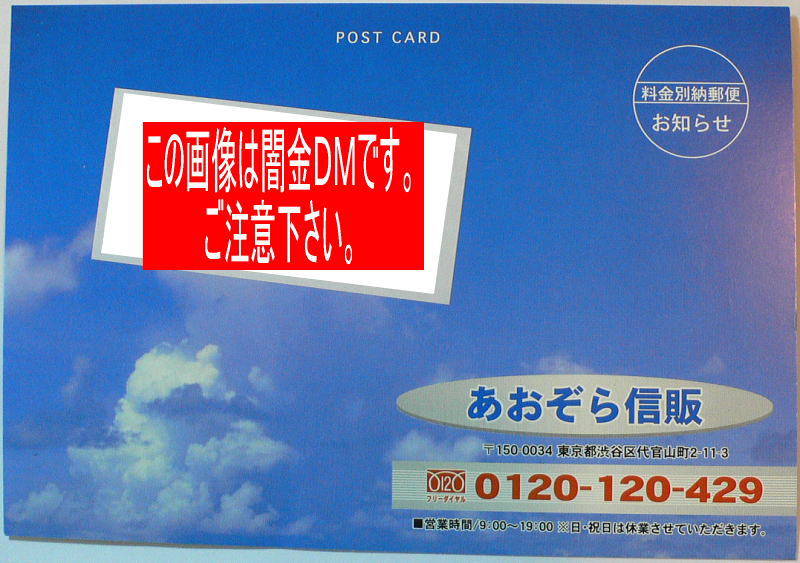 POST CARD
料金別納郵便
お知らせ
この画像は闇金DMです。
ご注意下さい。
あおぞら信販
〒150-0034 東京都渋谷区代官山町2-11-3
0120
フリーダイヤル
0120-120-429
■営業時間/9:00〜19:00 ※日・祝日は休業させていただきます。